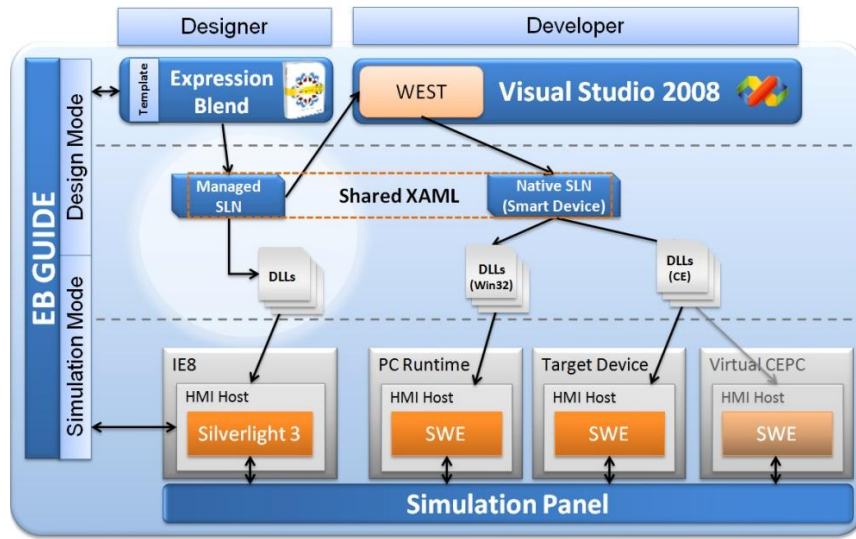 Designer
Developer
EB GUIDE
Design Mode
Simulation Mode
Template
Expression
Blend
WEST
Visual Studio 2008
Managed
SLN
Shared XAML
Native SLN
(Smart Device)
DLLs
DLLs
(Win32)
DLLs
(CE)
IE8
HMI Host
Silverlight 3
PC Runtime
HMI Host
SWE
Target Device
HMI Host
SWE
Virtual CEPC
HMI Host
SWE
Simulation Panel